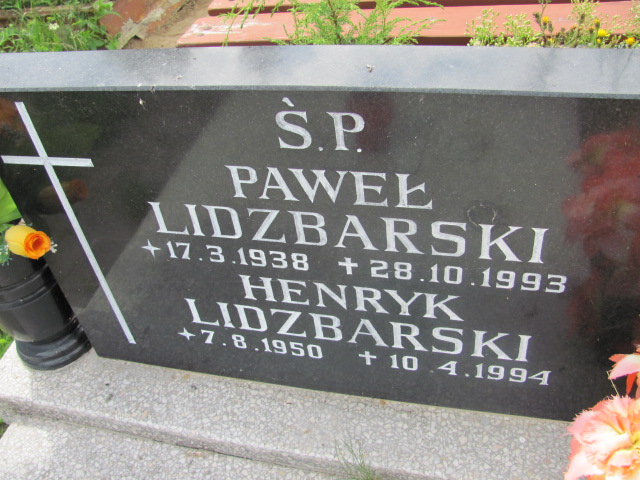 Ś.P.
PAWEŁ
LIDZBARSKI
17.3.1938 28.10.1993
HENRYK
LIDZBARSKI
7.8.1950 10.4.1994